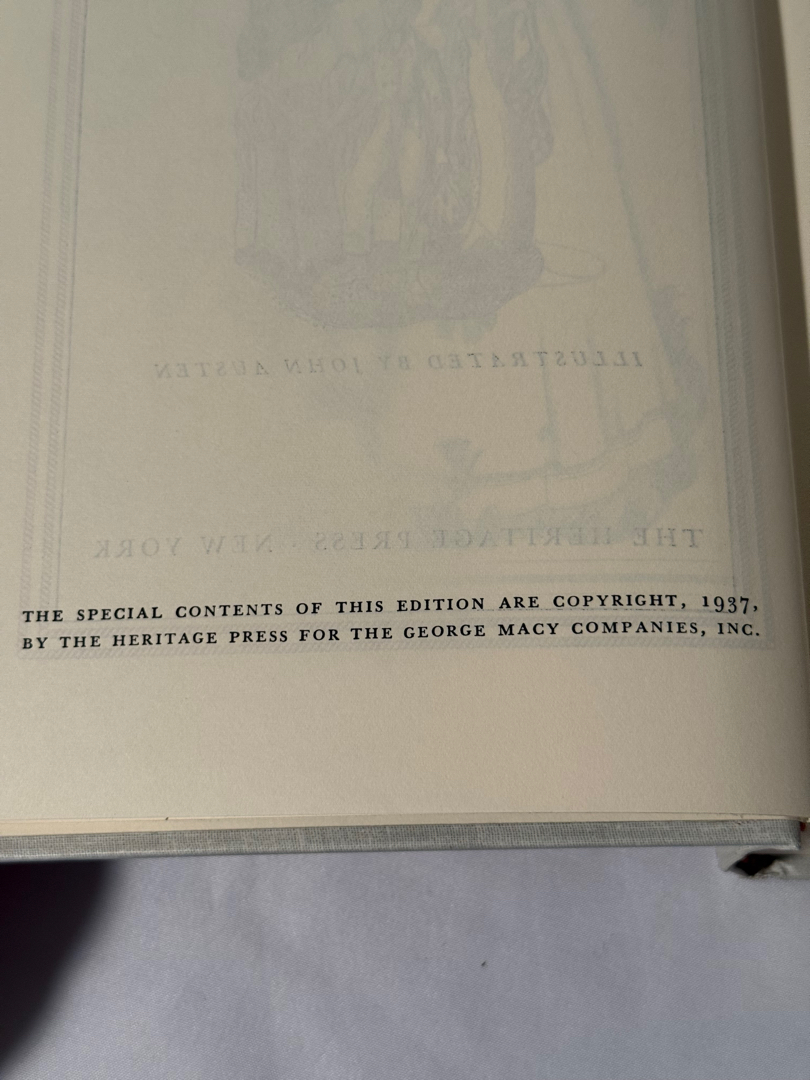 ILLUSTRATED BY JOHN AUSTEN
THE HERITAGE PRESS · NEW YORK
THE SPECIAL CONTENTS OF THIS EDITION ARE COPYRIGHT, 1937,
BY THE HERITAGE PRESS FOR THE GEORGE MACY COMPANIES, INC.